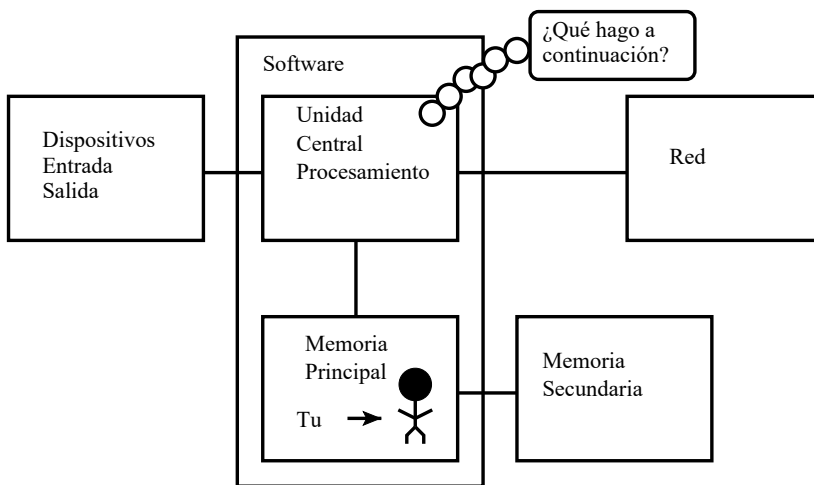 ¿Qué hago a
continuación?
Software
Unidad
Central
Procesamiento
Dispositivos
Entrada
Salida
Red
Memoria
Principal
Tu
Memoria
Secundaria